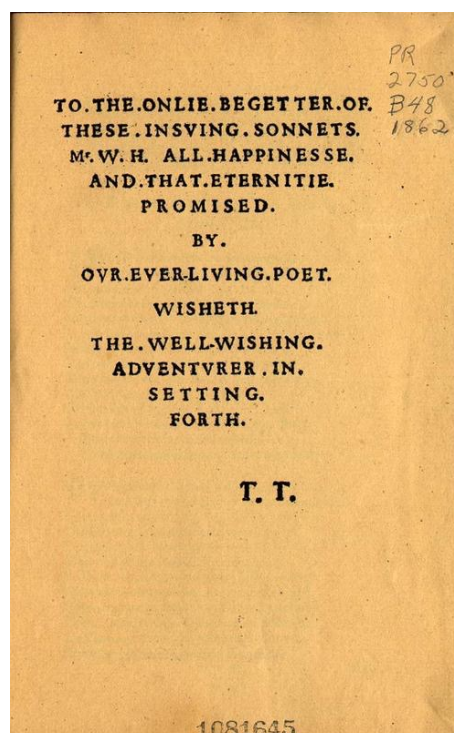 PR
2750
B48
1862
TO.THE.ONLIE.BEGETTER.OF.
THESE.INSVING.SONNETS.
Mr.W.H. ALL.HAPPINESSE.
AND.THAT.ETERNITIE.
PROMISED.
BY.
OVR.EVER-LIVING.POET.
WISHETH.
THE.WELL-WISHING.
ADVENTVRER.IN.
SETTING.
FORTH.
T. T.
1081645